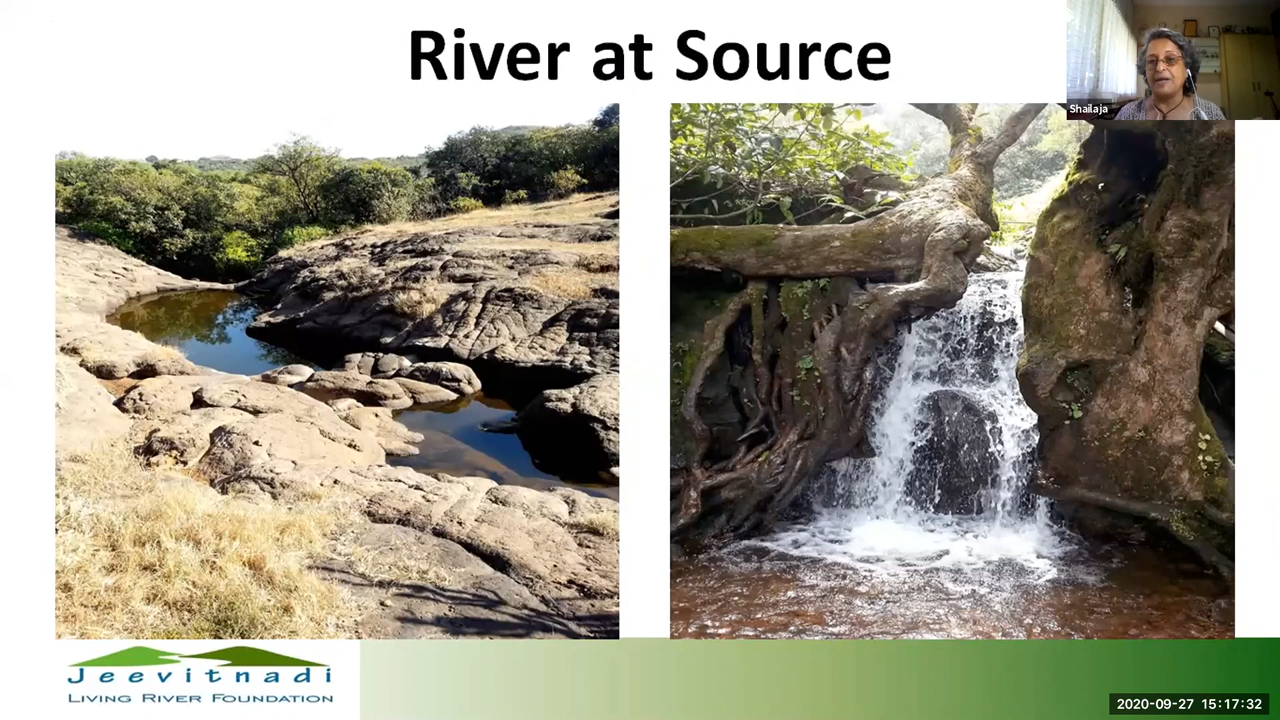 River at Source
Shailaja
Jeevitnadi
LIVING RIVER FOUNDATION
2020-09-27 15:17:32